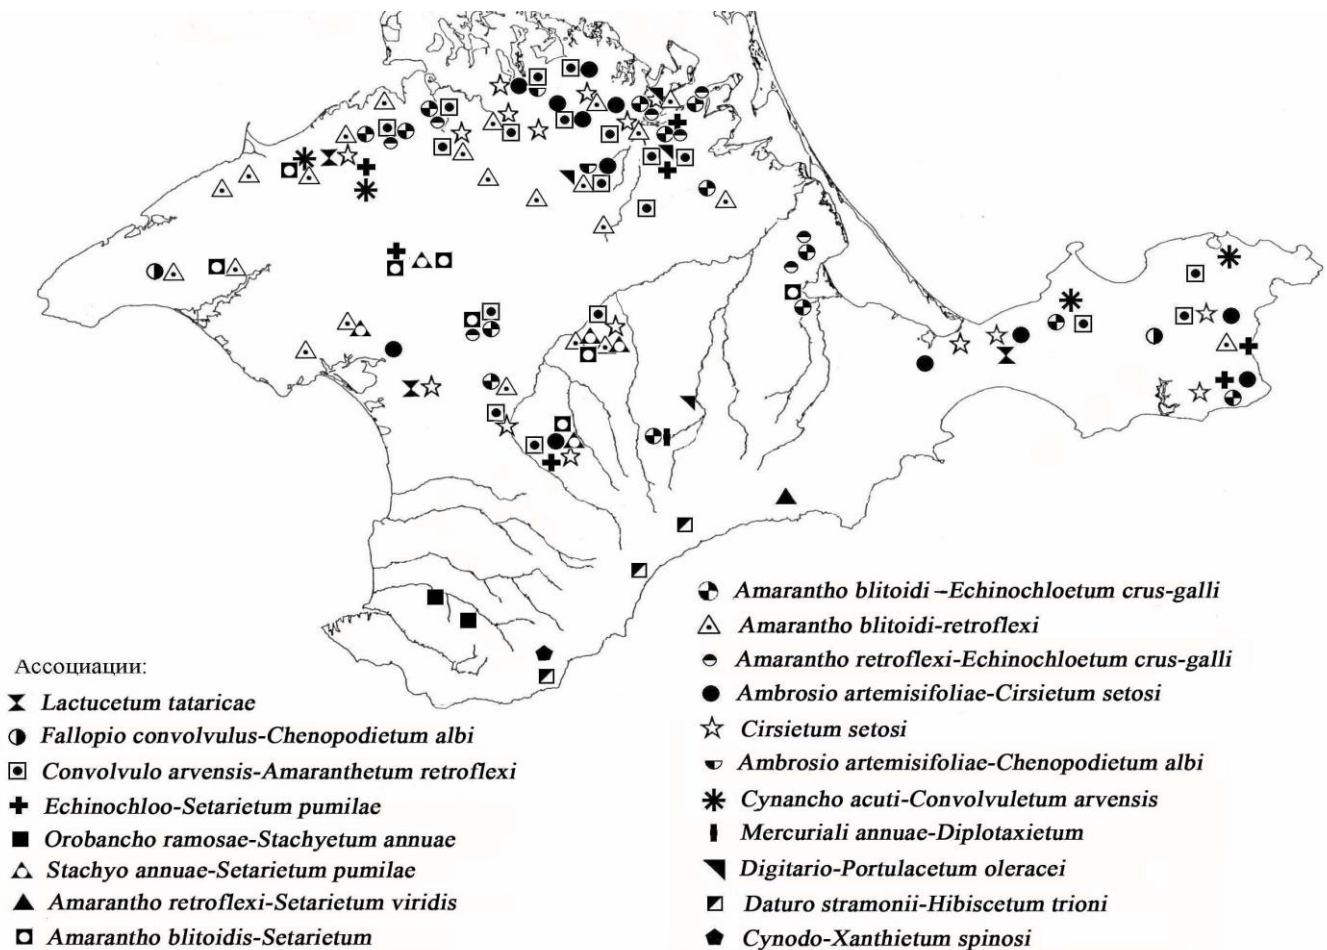 Ассоциации:
Lactucetum tataricae
Fallopio convolvulus-Chenopodietum albi
Convolvulo arvensis-Amaranthetum retroflexi
Echinochloo-Setarietum pumilae
Orobancho ramosae-Stachyetum annuae
Stachyo annuae-Setarietum pumilae
Amarantho retroflexi-Setarietum viridis
Amarantho blitoidis-Setarietum
Amarantho blitoidi–Echinochloetum crus-galli
Amarantho blitoidi-retroflexi
Amarantho retroflexi-Echinochloetum crus-galli
Ambrosio artemisifoliae-Cirsietum setosi
Cirsietum setosi
Ambrosio artemisifoliae-Chenopodietum albi
Cynancho acuti-Convolvuletum arvensis
Mercuriali annuae-Diplotaxietum
Digitario-Portulacetum oleracei
Daturo stramonii-Hibiscetum trioni
Cynodo-Xanthietum spinosi